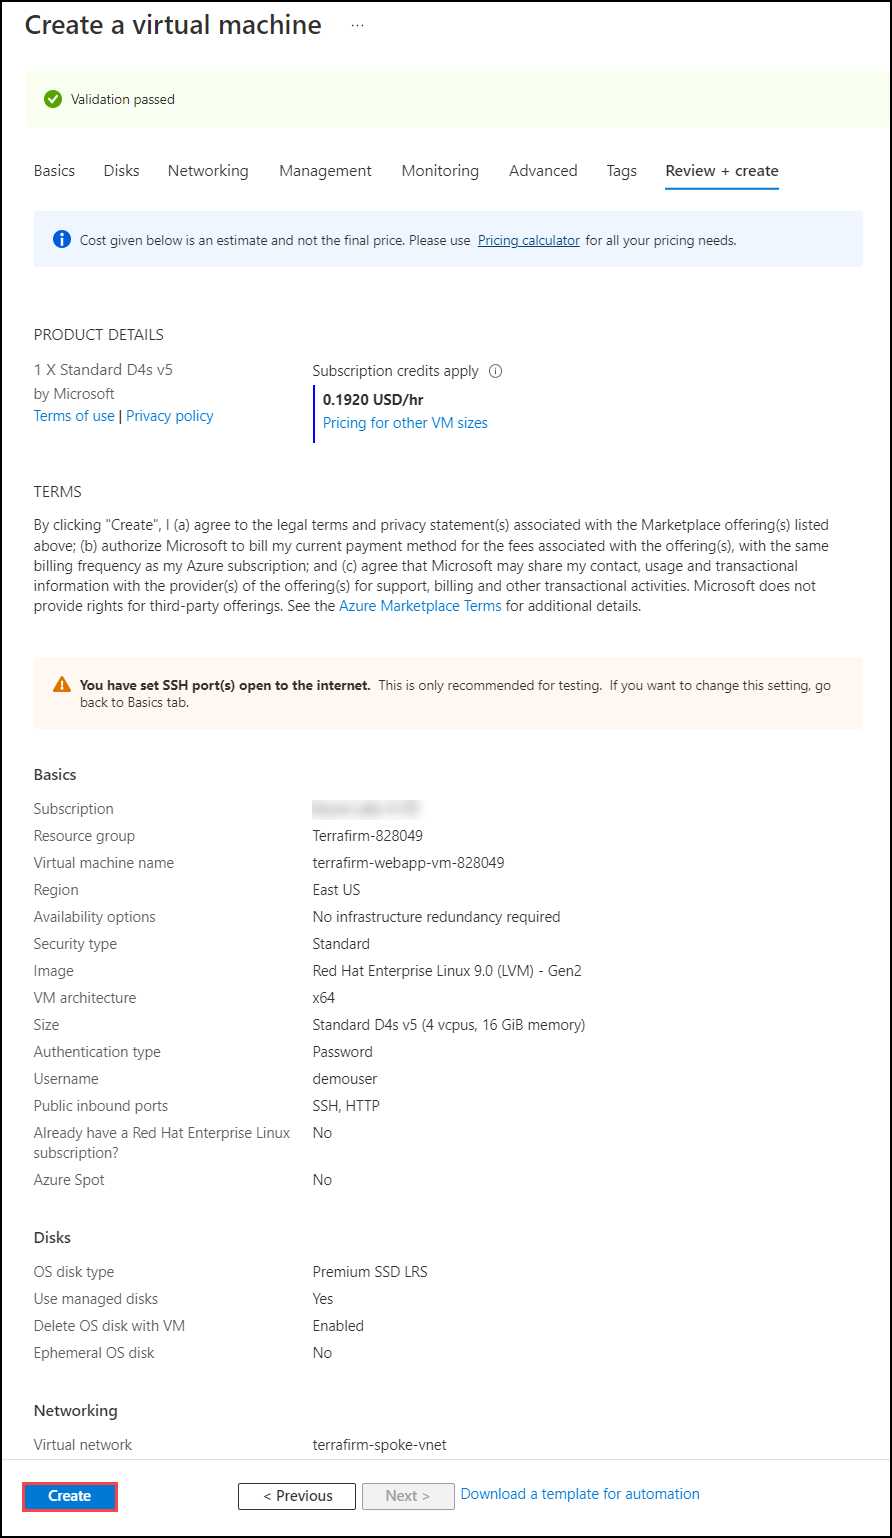 Create a virtual machine ...
Validation passed
Basics Disks Networking Management Monitoring Advanced Tags Review + create
Cost given below is an estimate and not the final price. Please use Pricing calculator for all your pricing needs.
PRODUCT DETAILS
1 X Standard D4s v5
by Microsoft
Terms of use | Privacy policy
Subscription credits apply
0.1920 USD/hr
Pricing for other VM sizes
TERMS
By clicking "Create", I (a) agree to the legal terms and privacy statement(s) associated with the Marketplace offering(s) listed
above; (b) authorize Microsoft to bill my current payment method for the fees associated with the offering(s), with the same
billing frequency as my Azure subscription; and (c) agree that Microsoft may share my contact, usage and transactional
information with the provider(s) of the offering(s) for support, billing and other transactional activities. Microsoft does not
provide rights for third-party offerings. See the Azure Marketplace Terms for additional details.
You have set SSH port(s) open to the internet. This is only recommended for testing. If you want to change this setting, go
back to Basics tab.
Basics
Subscription
Resource group Terrafirm-828049
Virtual machine name terrafirm-webapp-vm-828049
Region East US
Availability options No infrastructure redundancy required
Security type Standard
Image Red Hat Enterprise Linux 9.0 (LVM) - Gen2
VM architecture x64
Size Standard D4s v5 (4 vcpus, 16 GiB memory)
Authentication type Password
Username demouser
Public inbound ports SSH, HTTP
Already have a Red Hat Enterprise Linux No
subscription?
Azure Spot No
Disks
OS disk type Premium SSD LRS
Use managed disks Yes
Delete OS disk with VM Enabled
Ephemeral OS disk No
Networking
Virtual network terrafirm-spoke-vnet
Create < Previous Next > Download a template for automation